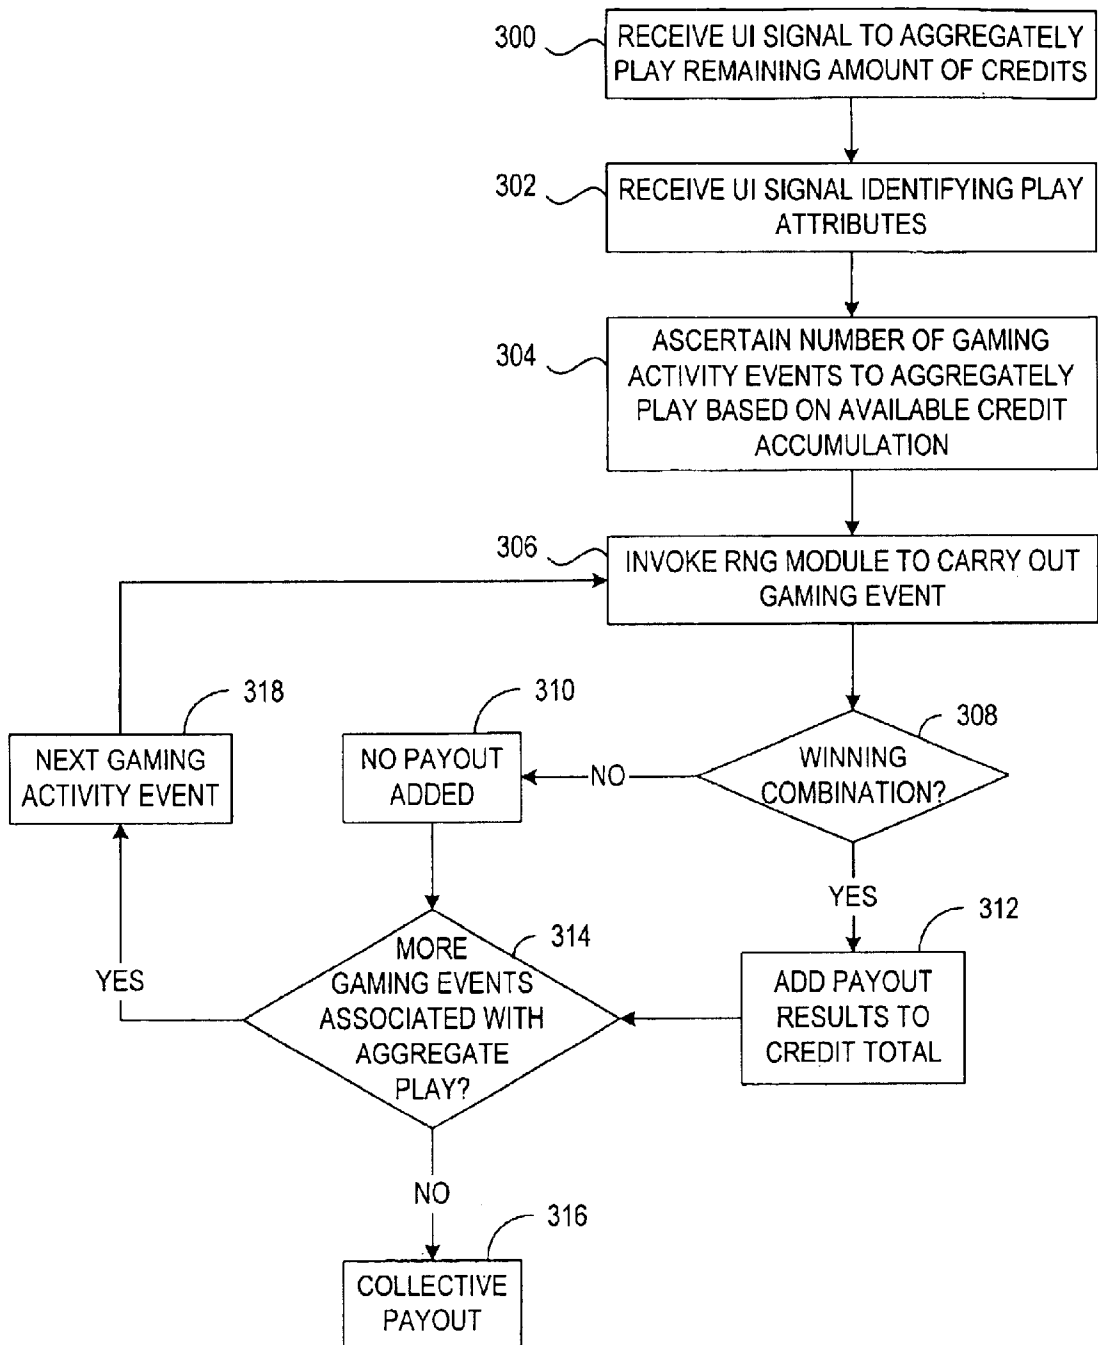 300
RECEIVE UI SIGNAL TO AGGREGATELY
PLAY REMAINING AMOUNT OF CREDITS
302
RECEIVE UI SIGNAL IDENTIFYING PLAY
ATTRIBUTES
304
ASCERTAIN NUMBER OF GAMING
ACTIVITY EVENTS TO AGGREGATELY
PLAY BASED ON AVAILABLE CREDIT
ACCUMULATION
306
INVOKE RNG MODULE TO CARRY OUT
GAMING EVENT
308
WINNING
COMBINATION?
NO
310
NO PAYOUT
ADDED
YES
312
ADD PAYOUT
RESULTS TO
CREDIT TOTAL
314
MORE
GAMING EVENTS
ASSOCIATED WITH
AGGREGATE
PLAY?
YES
318
NEXT GAMING
ACTIVITY EVENT
NO
316
COLLECTIVE
PAYOUT